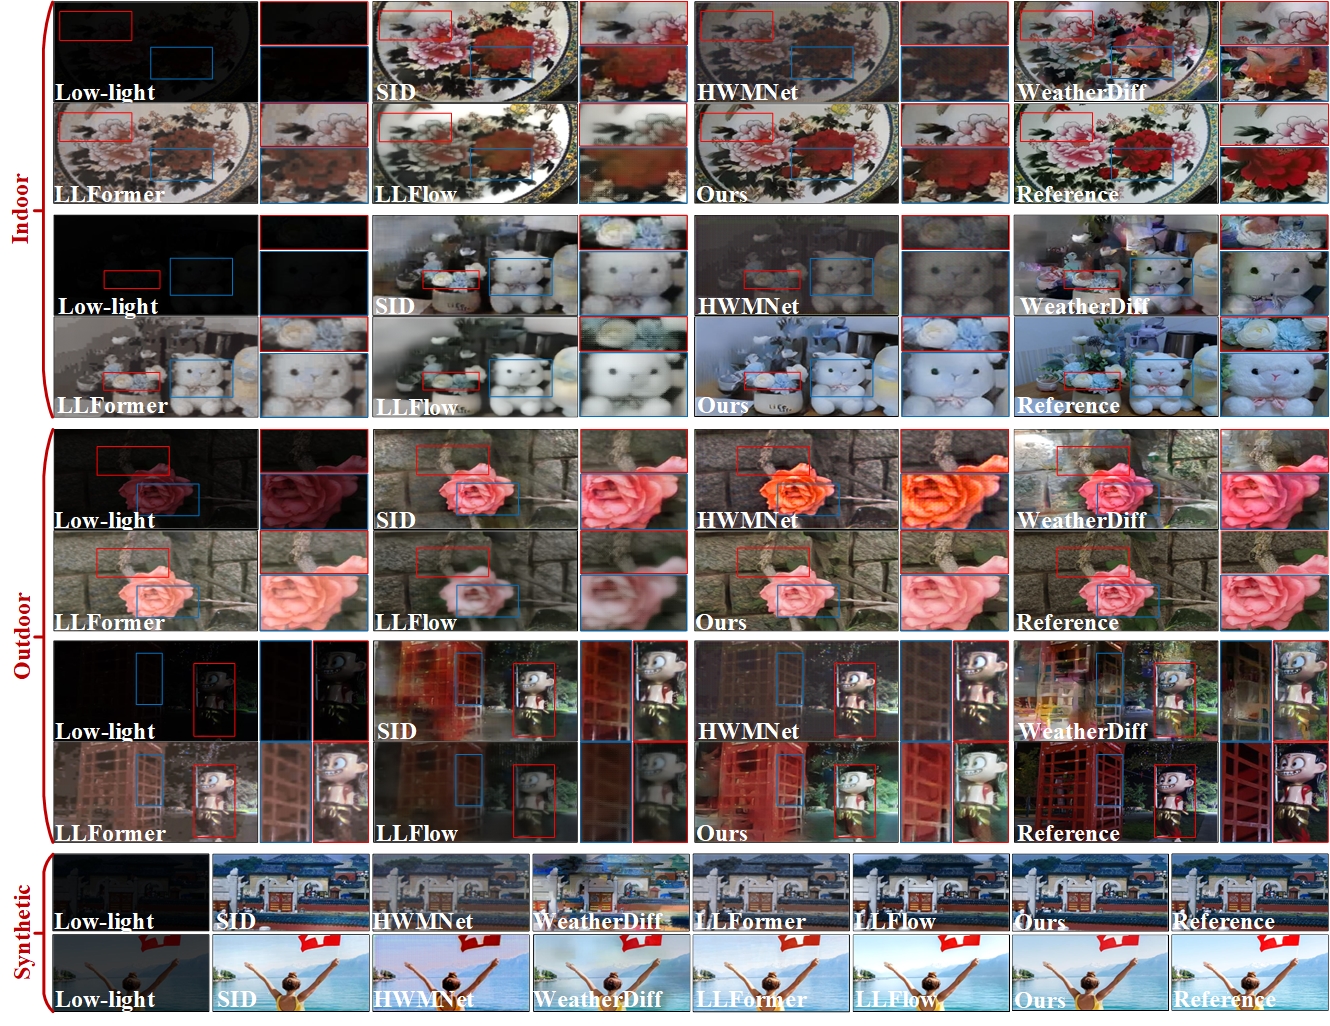 Indoor
Low-light
SID
HWMNet
WeatherDiff
LLFormer
LLFlow
Ours
Reference
Low-light
SID
HWMNet
WeatherDiff
LLFormer
LLFlow
Ours
Reference
Outdoor
Low-light
SID
HWMNet
WeatherDiff
LLFormer
LLFlow
Ours
Reference
Low-light
SID
HWMNet
WeatherDiff
LLFormer
LLFlow
Ours
Reference
Synthetic
Low-light
SID
HWMNet
WeatherDiff
LLFormer
LLFlow
Ours
Reference
Low-light
SID
HWMNet
WeatherDiff
LLFormer
LLFlow
Ours
Reference